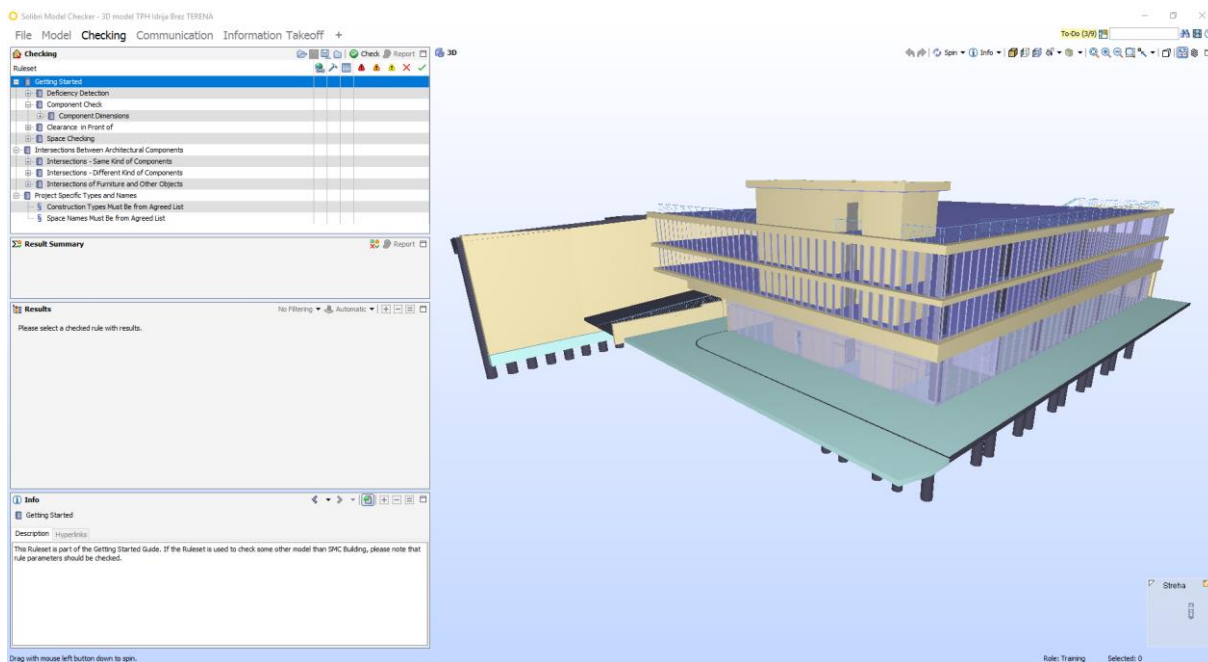 Solibri Model Checker - 3D model TPH Idrija Brez TERENA
File Model Checking Communication Information Takeoff +
To-Do (3/9)
Checking
Check Report
3D
Spin Info
Ruleset
Getting Started
Deficiency Detection
Component Check
Component Dimensions
Clearance in Front of
Space Checking
Intersections Between Architectural Components
Intersections - Same Kind of Components
Intersections - Different Kind of Components
Intersections of Furniture and Other Objects
Project Specific Types and Names
§ Construction Types Must Be from Agreed List
§ Space Names Must Be from Agreed List
Result Summary
Report
Results
No Filtering Automatic
Please select a checked rule with results.
Info
Getting Started
Description Hyperlinks
This Ruleset is part of the Getting Started Guide. If the Ruleset is used to check some other model than SMC Building, please note that
rule parameters should be checked.
Streha
Drag with mouse left button down to spin.
Role: Training Selected: 0